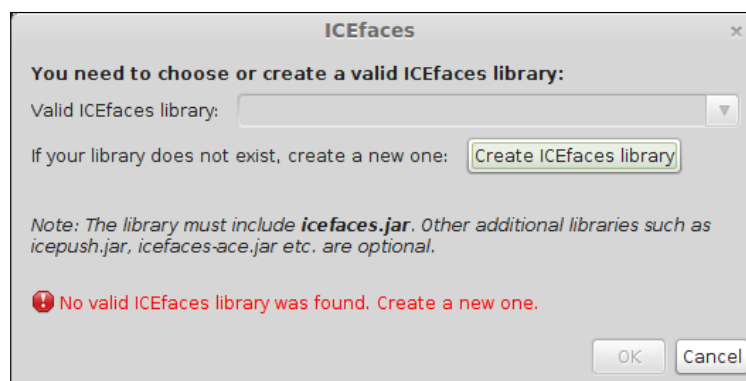 ICEfaces
You need to choose or create a valid ICEfaces library:
Valid ICEfaces library:
If your library does not exist, create a new one: Create ICEfaces library
Note: The library must include icefaces.jar. Other additional libraries such as
icepush.jar, icefaces-ace.jar etc. are optional.
No valid ICEfaces library was found. Create a new one.
OK Cancel